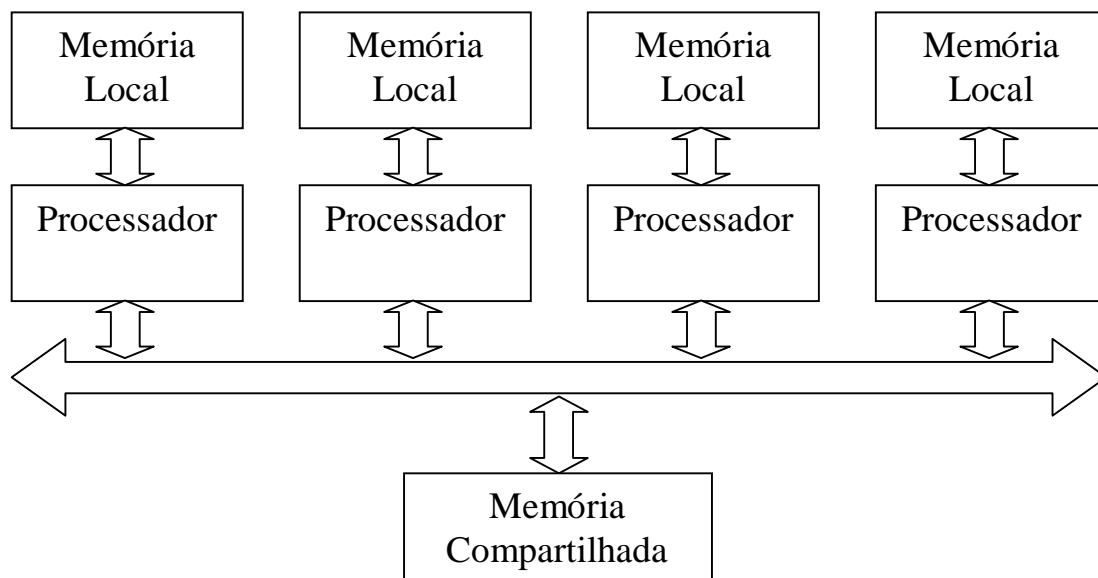 Memória
Local
Memória
Local
Memória
Local
Memória
Local
Processador
Processador
Processador
Processador
Memória
Compartilhada